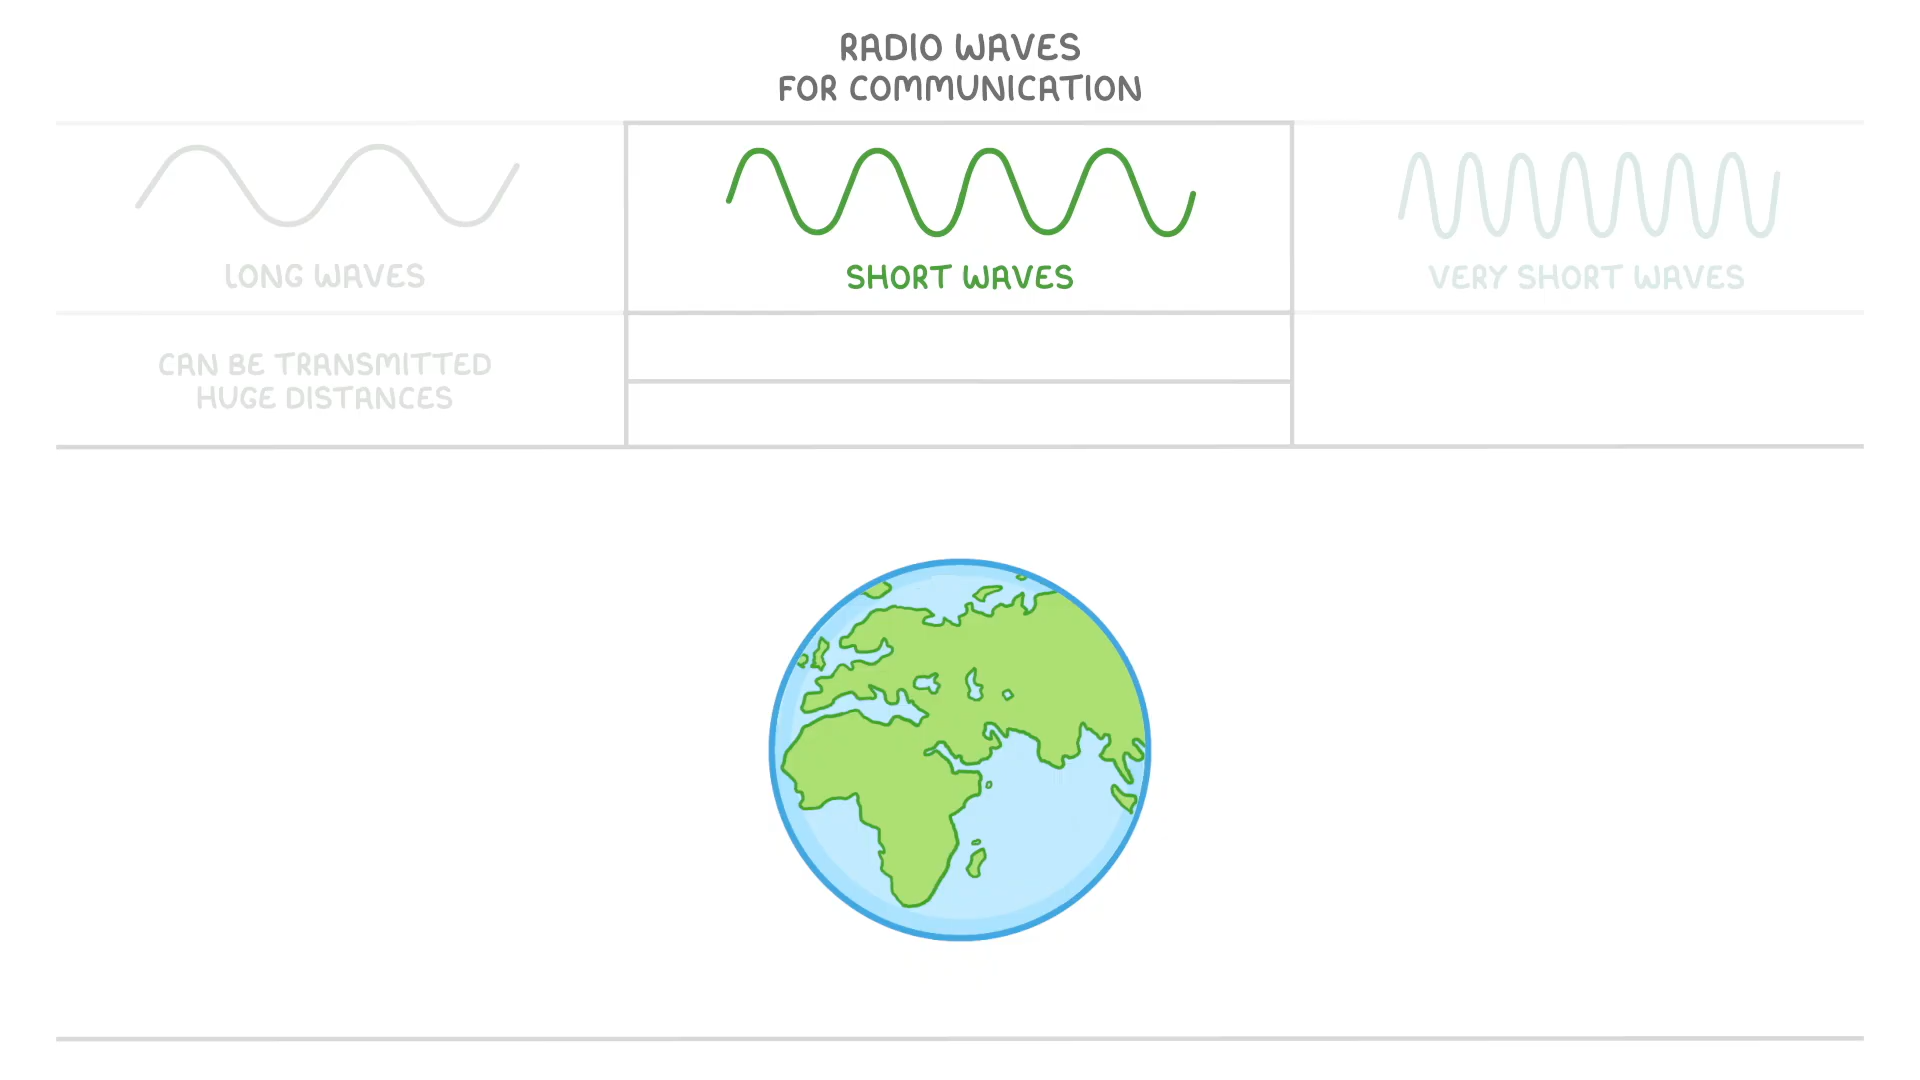 RADIO WAVES
FOR COMMUNICATION
LONG WAVES
SHORT WAVES
VERY SHORT WAVES
CAN BE TRANSMITTED
HUGE DISTANCES